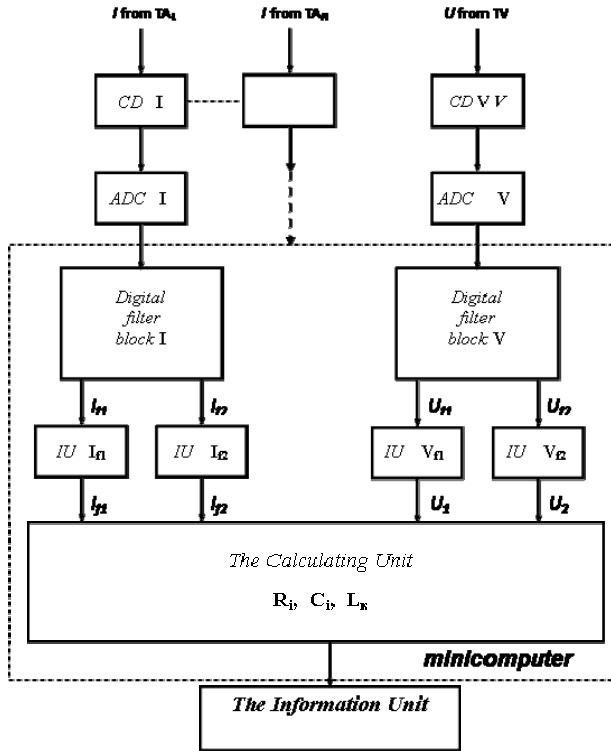 I from TA1 I from TAn U from TV
CD I CD V V
ADC I ADC V
Digital
filter
block I
Digital
filter
block V
If1 If2 Uf1 Uf2
IU If1 IU If2 IU Vf1 IU Vf2
If1 If2 U1 U2
The Calculating Unit
Ri, Ci, Lк
minicomputer
The Information Unit